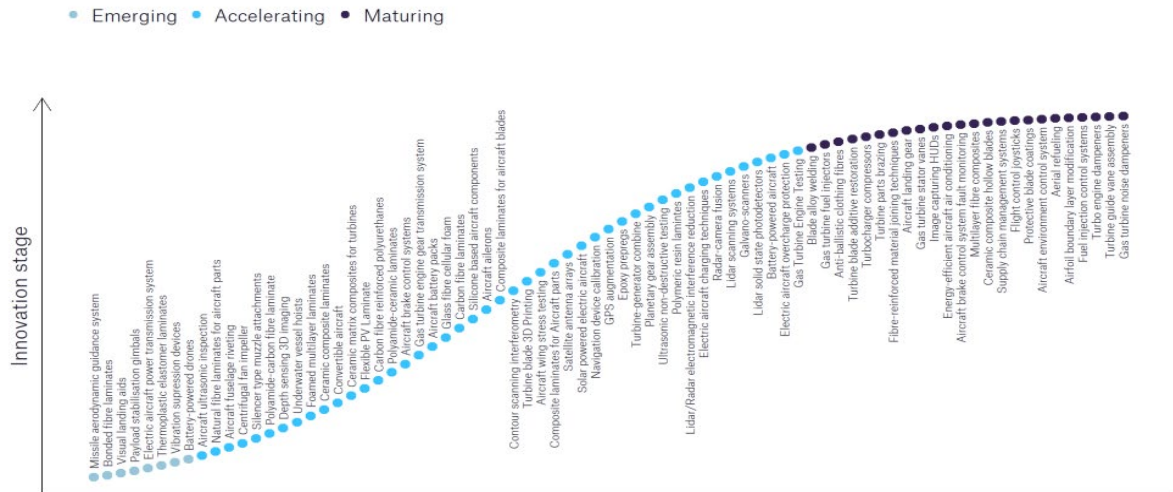 Emerging
Accelerating
Maturing
Innovation stage
Missile aerodynamic guidance system
Bonded fibre laminates
Visual landing aids
Payload stabilisation gimbals
Electric aircraft power transmission system
Thermoplastic elastomer laminates
Vibration supression devices
Battery-powered drones
Aircraft ultrasonic inspection
Natural fibre laminates for aircraft parts
Aircraft fuselage riveting
Centrifugal fan impeller
Silencer type muzzle attachments
Polyamide-carbon fibre laminate
Depth sensing 3D imaging
Underwater vessel hoists
Foamed multilayer laminates
Ceramic composite laminates
Convertible aircraft
Ceramic matrix composites for turbines
Flexible PV Laminate
Carbon fibre reinforced polyurethanes
Polyamide-ceramic laminates
Aircraft brake control systems
Gas turbine engine gear transmission system
Aircraft battery packs
Glass fibre cellular foam
Carbon fibre laminates
Silicone based aircraft components
Aircraft ailerons
Composite laminates for aircraft blades
Contour scanning interferometry
Turbine blade 3D Printing
Aircraft wing stress testing
Composite laminates for Aircraft parts
Satellite antenna arrays
Solar powered electric aircraft
Navigation device calibration
GPS augmentation
Epoxy prepregs
Turbine-generator combine
Planetary gear assembly
Ultrasonic non-destructive testing
Polymeric resin lamintes
Lidar/Radar electromagnetic interference reduction
Electric aircraft charging techniques
Radar-camera fusion
Lidar scanning systems
Galvano-scanners
Lidar solid state photodetectors
Battery-powered aircraft
Electric aircraft overcharge protection
Gas Turbine Engine Testing
Blade alloy welding
Gas turbine fuel injectors
Anti-ballistic clothing fibres
Turbine blade additive restoration
Turbocharger compressors
Turbine parts brazing
Fibre-reinforced material joining techniques
Aircraft landing gear
Gas turbine stator vanes
Image capturing HUDs
Energy-efficient aircraft air conditioning
Aircraft brake control system fault monitoring
Multilayer fibre composites
Ceramic composite hollow blades
Supply chain management systems
Flight control joysticks
Protective blade coatings
Aircraft enviroment control system
Aerial refueling
Airfoil boundary layer modification
Fuel injection control systems
Turbo engine dampeners
Turbine guide vane assembly
Gas turbine noise dampeners